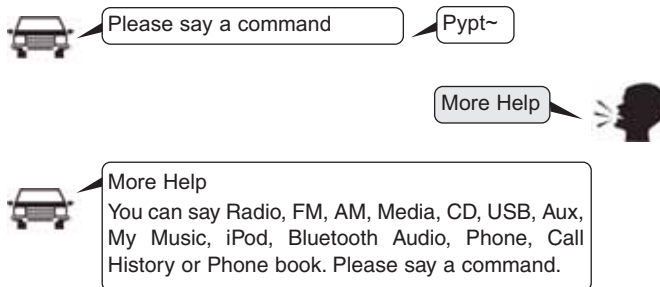 Please say a command
Pypt~
More Help
More Help
You can say Radio, FM, AM, Media, CD, USB, Aux,
My Music, iPod, Bluetooth Audio, Phone, Call
History or Phone book. Please say a command.